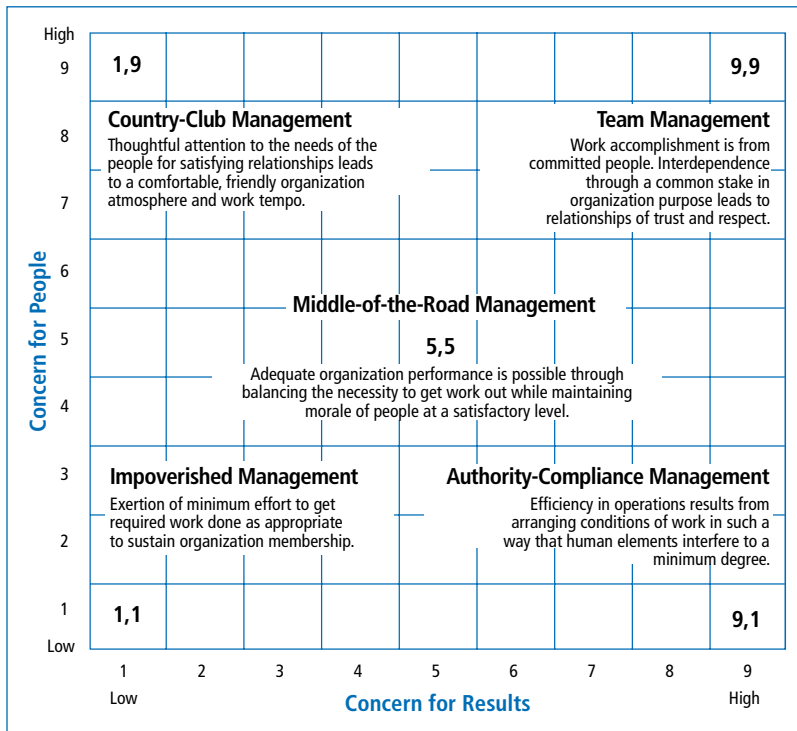 High
9
1,9
9,9
Country-Club Management
Thoughtful attention to the needs of the
people for satisfying relationships leads
to a comfortable, friendly organization
atmosphere and work tempo.
Team Management
Work accomplishment is from
committed people. Interdependence
through a common stake in
organization purpose leads to
relationships of trust and respect.
8
7
6
Concern for People
Middle-of-the-Road Management
5
5,5
Adequate organization performance is possible through
balancing the necessity to get work out while maintaining
morale of people at a satisfactory level.
4
3
Impoverished Management
Exertion of minimum effort to get
required work done as appropriate
to sustain organization membership.
Authority-Compliance Management
Efficiency in operations results from
arranging conditions of work in such a
way that human elements interfere to a
minimum degree.
2
1
Low
1,1
9,1
1 2 3 4 5 6 7 8 9
Low
High
Concern for Results